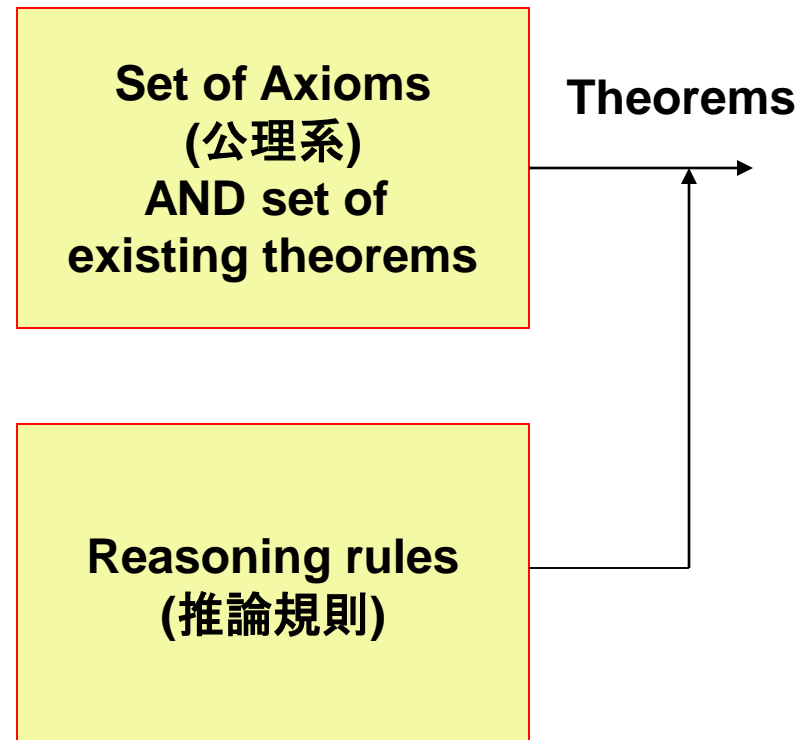 Set of Axioms
(公理系)
AND set of
existing theorems
Theorems
Reasoning rules
(推論規則)